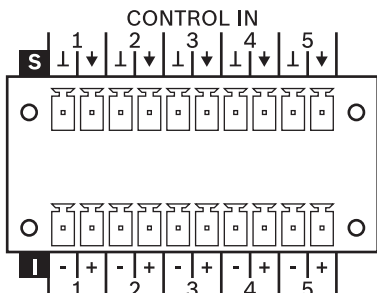 CONTROL IN
1 2 3 4 5
S ⊥ ↓ ⊥ ↓ ⊥ ↓ ⊥ ↓ ⊥ ↓
I - + - + - + - + - +
1 2 3 4 5